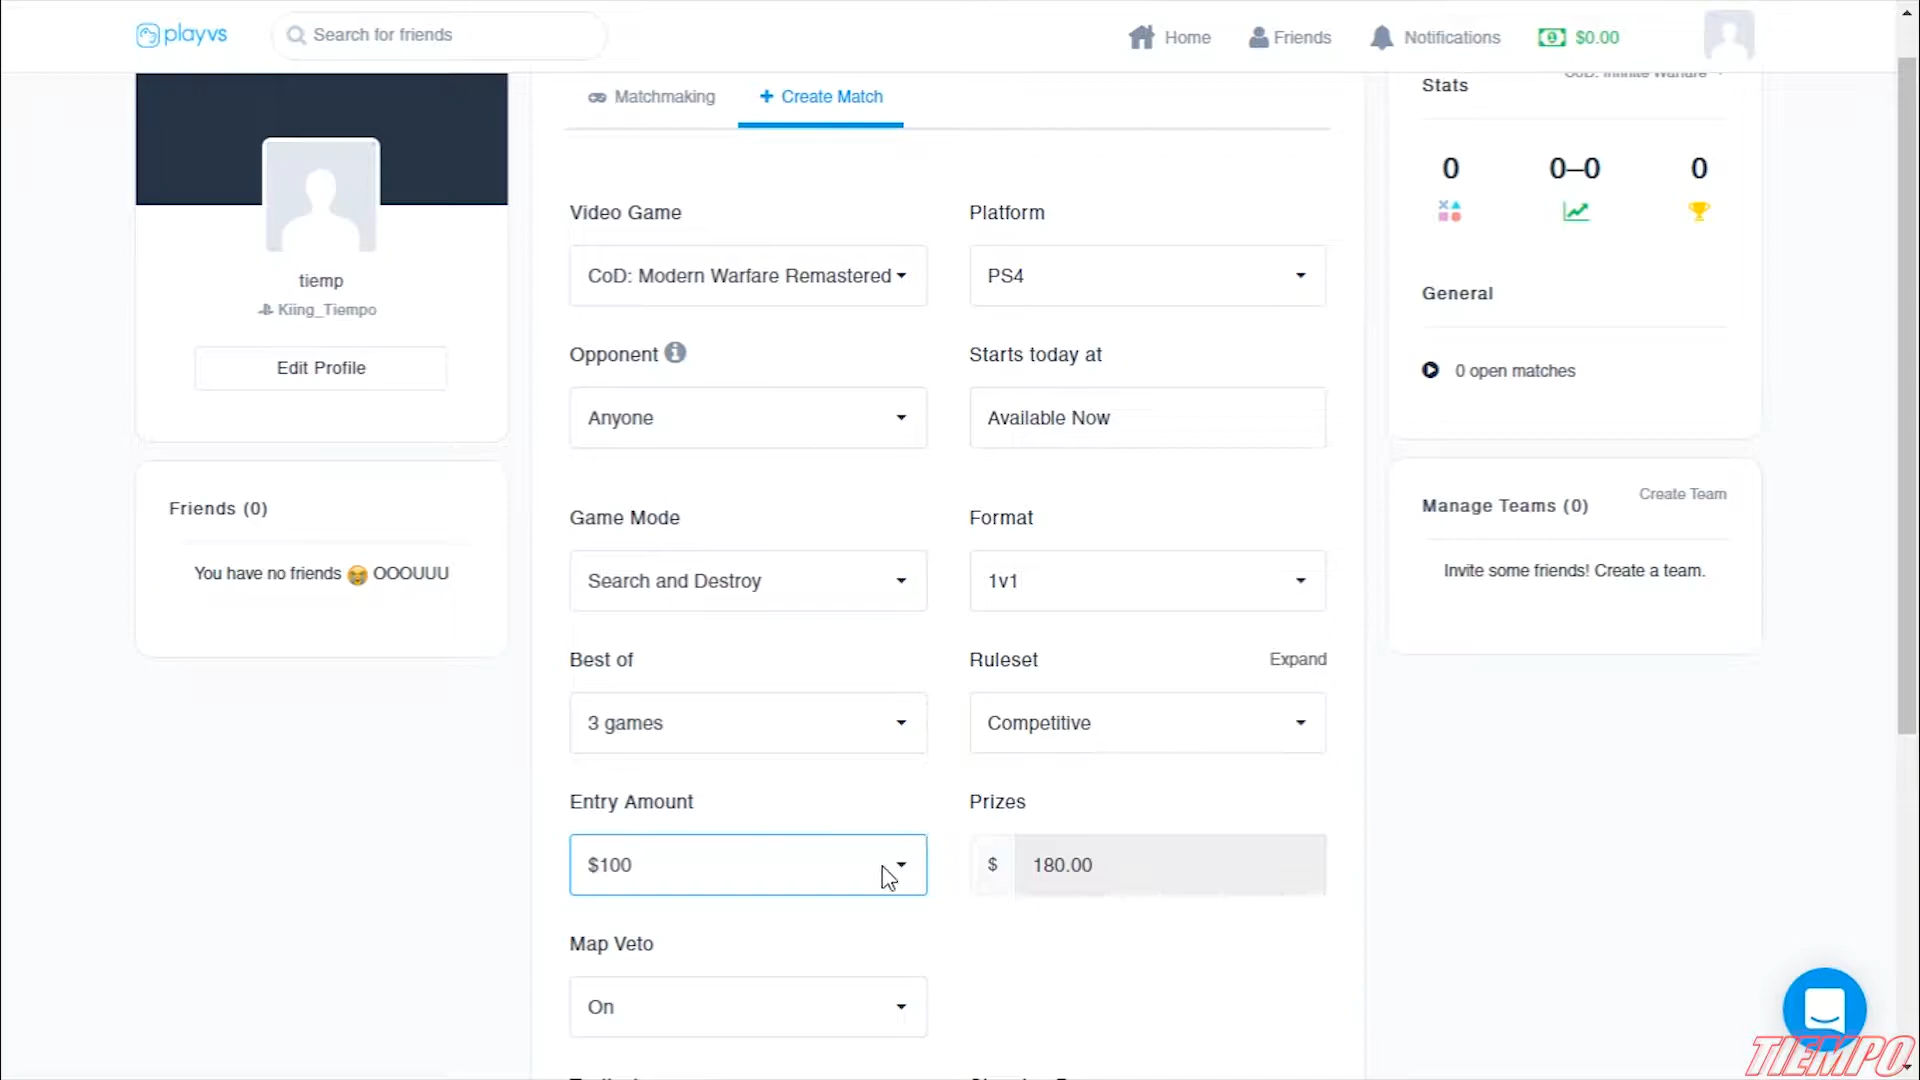 playvs
Search for friends
Home
Friends
Notifications
$0.00
Matchmaking
Create Match
CoD: Infinite Warfare
Stats
0
0–0
0
tiemp
Kiing_Tiempo
Edit Profile
Video Game
Platform
CoD: Modern Warfare Remastered
PS4
General
0 open matches
Opponent
Starts today at
Anyone
Available Now
Friends (0)
You have no friends 😭 OOOUUU
Game Mode
Format
Search and Destroy
1v1
Manage Teams (0)
Create Team
Invite some friends! Create a team.
Best of
Ruleset
Expand
3 games
Competitive
Entry Amount
Prizes
$100
$
180.00
Map Veto
On
TIEMPO